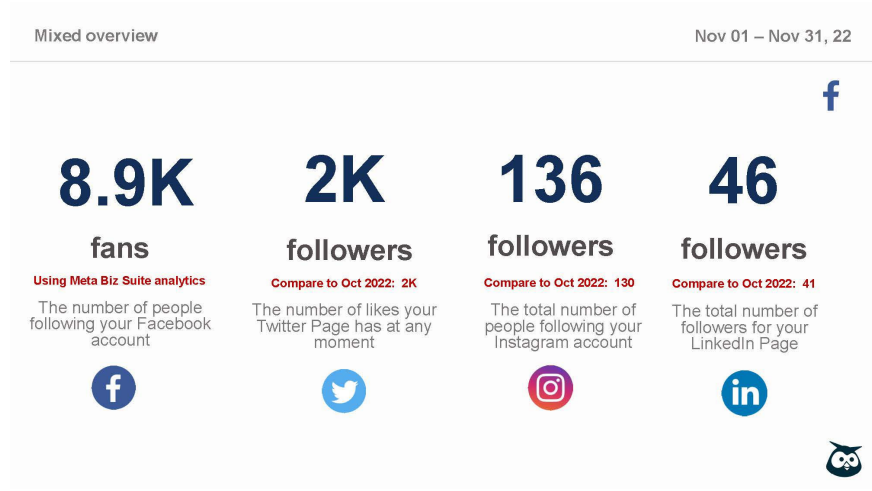 Mixed overview
Nov 01 – Nov 31, 22
8.9K
fans
Using Meta Biz Suite analytics
The number of people
following your Facebook
account
2K
followers
Compare to Oct 2022: 2K
The number of likes your
Twitter Page has at any
moment
136
followers
Compare to Oct 2022: 130
The total number of
people following your
Instagram account
46
followers
Compare to Oct 2022: 41
The total number of
followers for your
LinkedIn Page